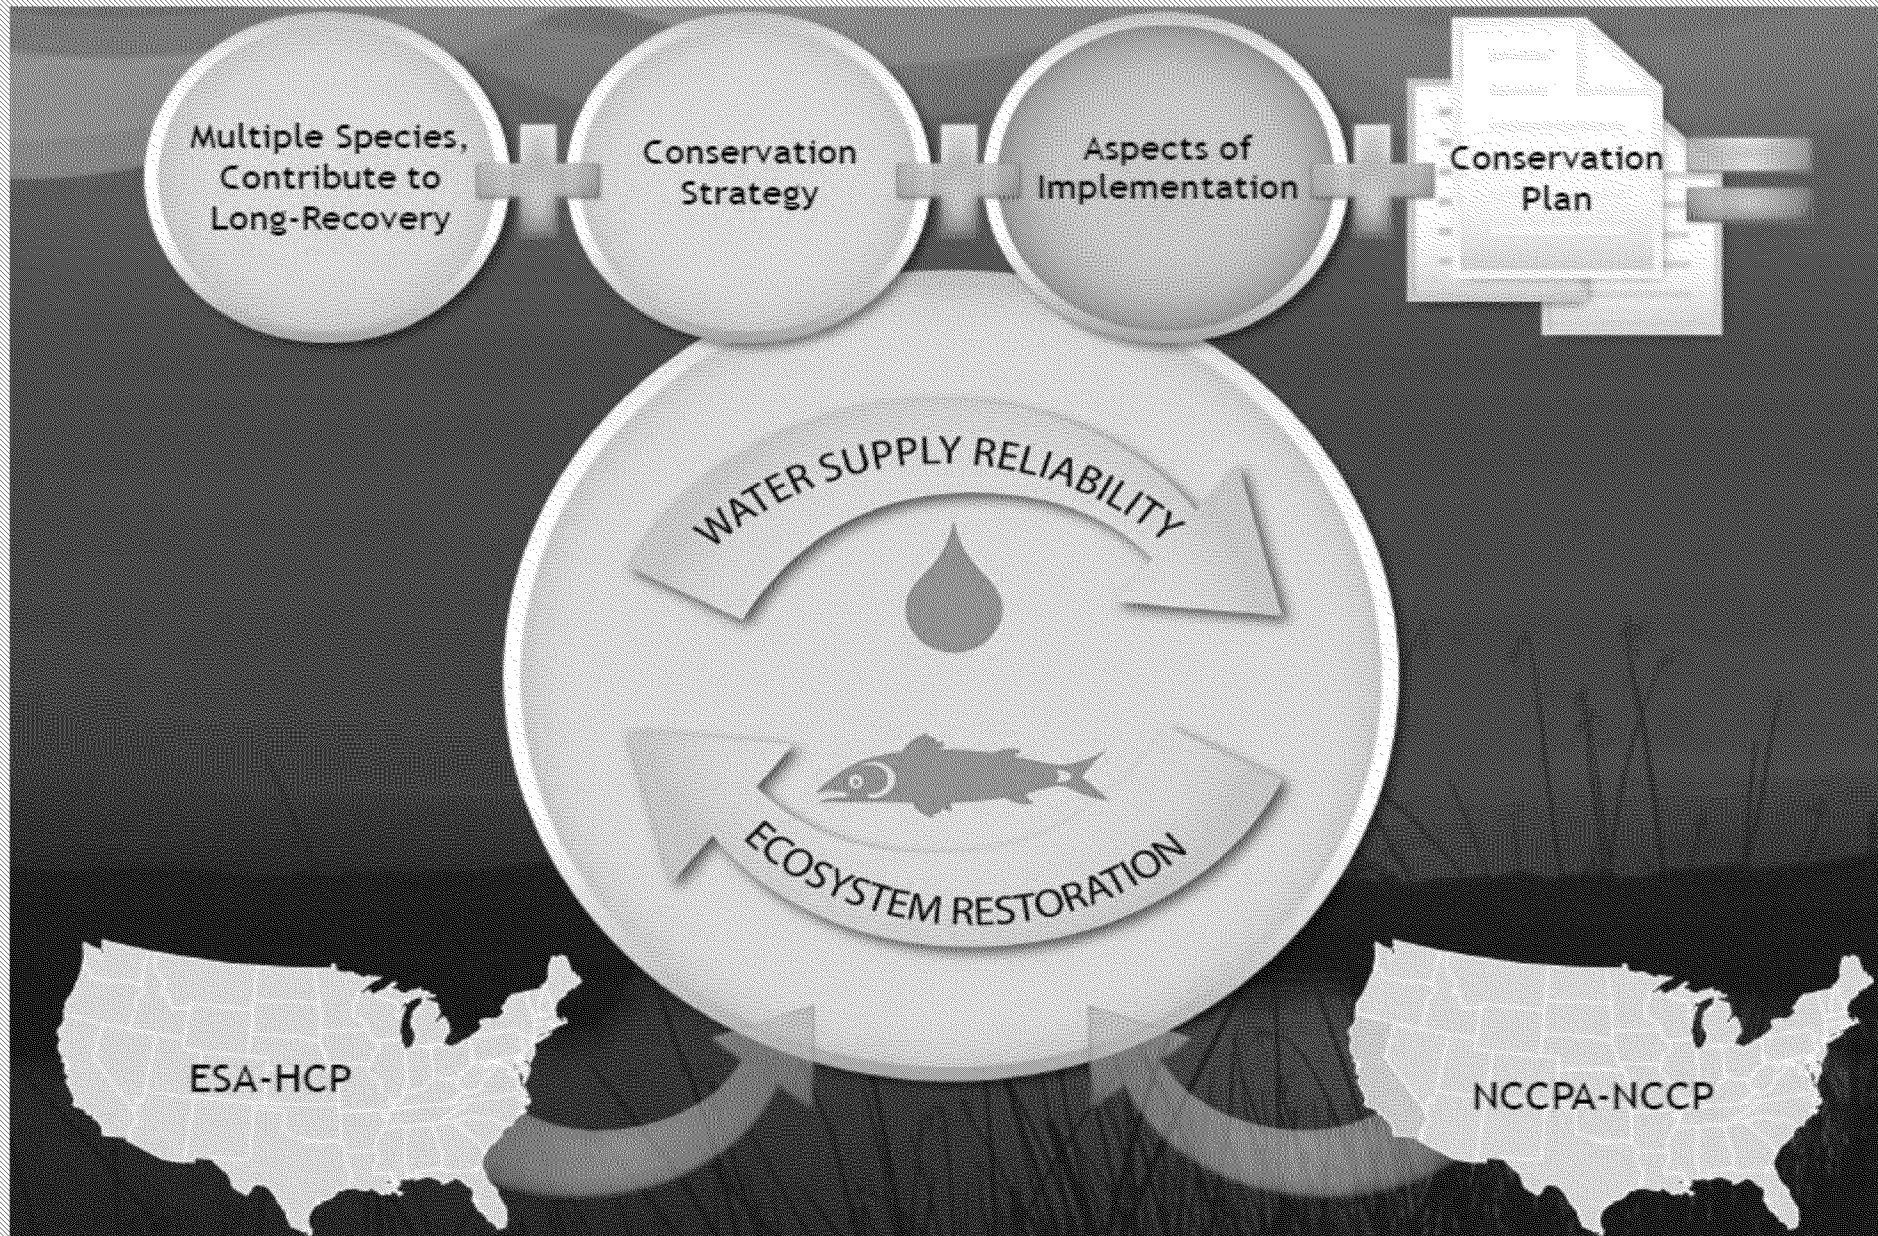 Multiple Species,
Contribute to
Long-Recovery
Conservation
Strategy
Aspects of
Implementation
Conservation
Plan
WATER SUPPLY RELIABILITY
ECOSYSTEM RESTORATION
ESA-HCP
NCCPA-NCCP